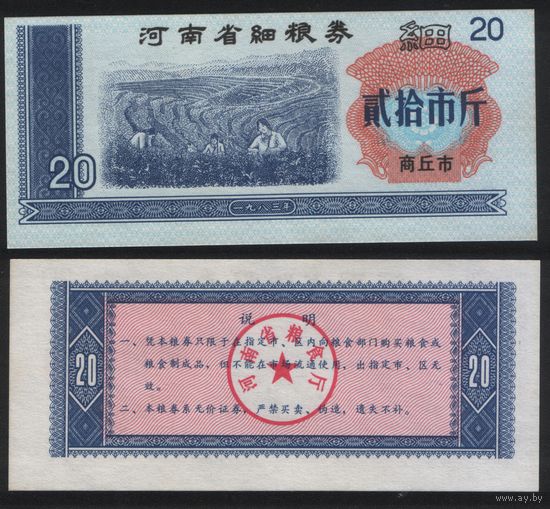 河南省細粮券
細
20
貳拾市斤
商丘市
20
一九八三年
说 明
一、凭本粮券只限于在指定市、区内向粮食部门购买粮食或
粮食制成品，但不能在市场流通使用，出指定市、区无
效。
二、本粮券系无价证券，严禁买卖、伪造，遗失不补。
河南省粮食厅
20
20
ay.by